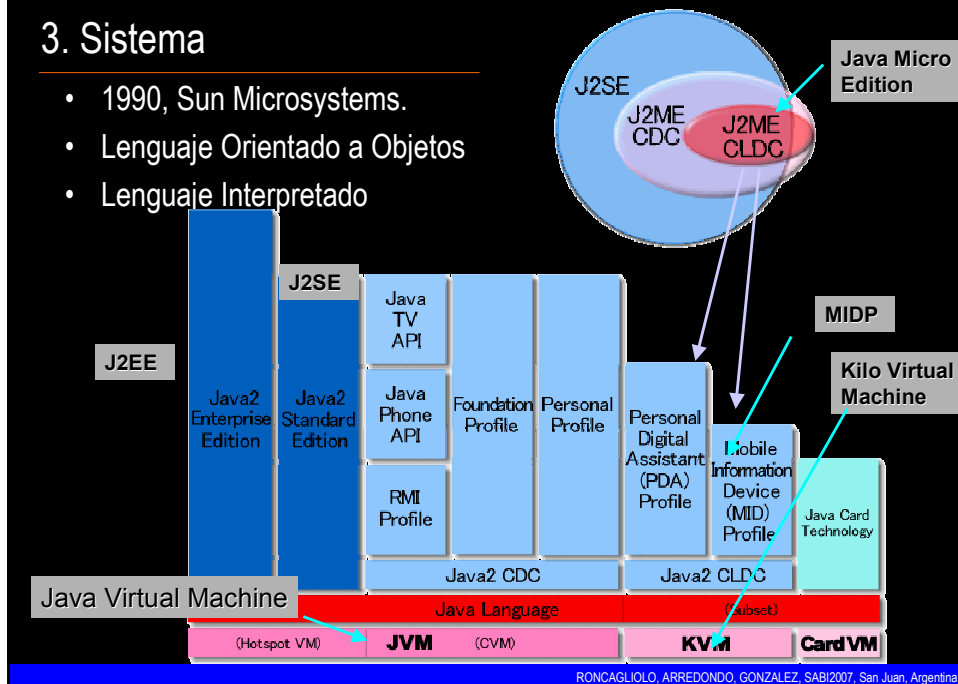 3. Sistema
• 1990, Sun Microsystems.
• Lenguaje Orientado a Objetos
• Lenguaje Interpretado
J2SE
J2ME
CDC
J2ME
CLDC
Java Micro
Edition
J2EE
J2SE
MIDP
Kilo Virtual
Machine
Java2
Enterprise
Edition
Java2
Standard
Edition
Java
TV
API
Java
Phone
API
RMI
Profile
Foundation
Profile
Personal
Profile
Personal
Digital
Assistant
(PDA)
Profile
Mobile
Information
Device
(MID)
Profile
Java Card
Technology
Java2 CDC
Java2 CLDC
Java Virtual Machine
Java Language
(Subset)
(Hotspot VM)
JVM
(CVM)
KVM
Card VM
RONCAGLIOLO, ARREDONDO, GONZALEZ, SABI2007, San Juan, Argentina